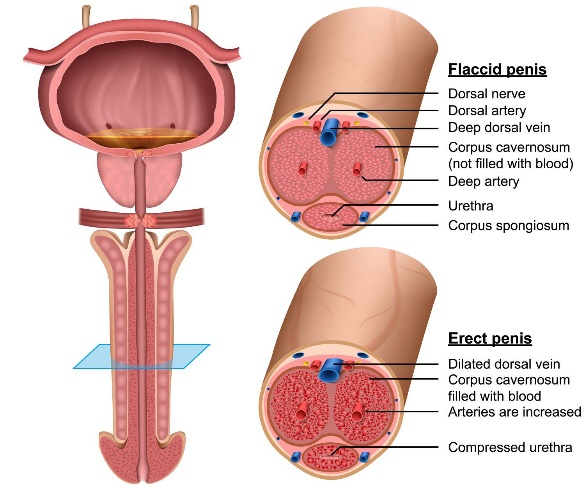 Flaccid penis
Dorsal nerve
Dorsal artery
Deep dorsal vein
Corpus cavernosum
(not filled with blood)
Deep artery
Urethra
Corpus spongiosum
Erect penis
Dilated dorsal vein
Corpus cavernosum
filled with blood
Arteries are increased
Compressed urethra